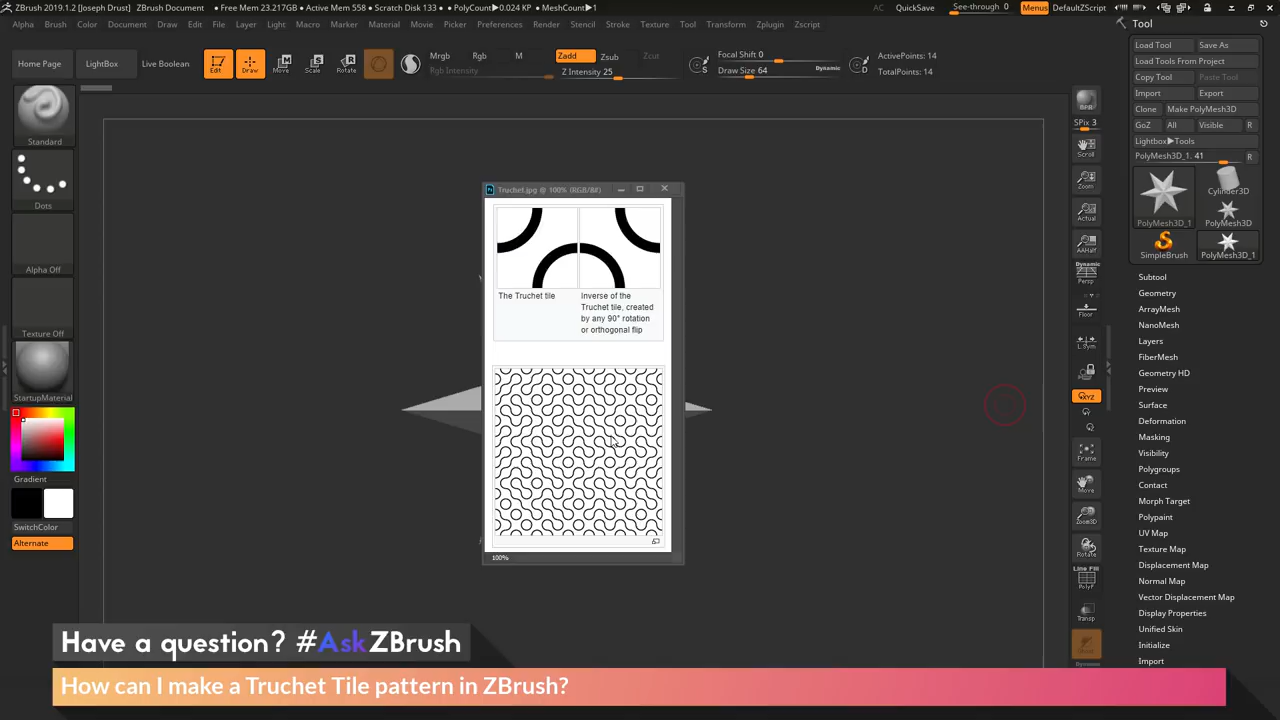 ZBrush 2019.1.2 [Joseph Drust]
ZBrush Document
• Free Mem 23.217GB • Active Mem 558 • Scratch Disk 133 •
PolyCount▶0.024 KP
• MeshCount▶1
AC
QuickSave
See-through 0
Menus
DefaultZScript
Alpha
Brush
Color
Document
Draw
Edit
File
Layer
Light
Macro
Marker
Material
Movie
Picker
Preferences
Render
Stencil
Stroke
Texture
Tool
Transform
Zplugin
Zscript
Home Page
LightBox
Live Boolean
Edit
Draw
Move
Scale
Rotate
Mrgb
Rgb
M
Rgb Intensity
Zadd
Zsub
Zcut
Z Intensity 25
S
Focal Shift 0
Draw Size 64
Dynamic
D
ActivePoints: 14
TotalPoints: 14
Standard
Dots
Alpha Off
Texture Off
StartupMaterial
Gradient
SwitchColor
Alternate
Truchet.jpg @ 100% (RGB/8#)
The Truchet tile
Inverse of the
Truchet tile, created
by any 90° rotation
or orthogonal flip
100%
BPR
SPix 3
Scroll
Zoom
Actual
AAHalf
Dynamic
Persp
Floor
L.Sym
XYZ
Frame
Move
Zoom3D
Rotate
Line Fill
PolyF
Transp
Dynamic
Tool
Load Tool
Save As
Load Tools From Project
Copy Tool
Paste Tool
Import
Export
Clone
Make PolyMesh3D
GoZ
All
Visible
R
Lightbox▶Tools
PolyMesh3D_1. 41
R
PolyMesh3D_1
Cylinder3D
PolyMesh3D
SimpleBrush
PolyMesh3D_1
Subtool
Geometry
ArrayMesh
NanoMesh
Layers
FiberMesh
Geometry HD
Preview
Surface
Deformation
Masking
Visibility
Polygroups
Contact
Morph Target
Polypaint
UV Map
Texture Map
Displacement Map
Normal Map
Vector Displacement Map
Display Properties
Unified Skin
Initialize
Import
Have a question? #AskZBrush
How can I make a Truchet Tile pattern in ZBrush?